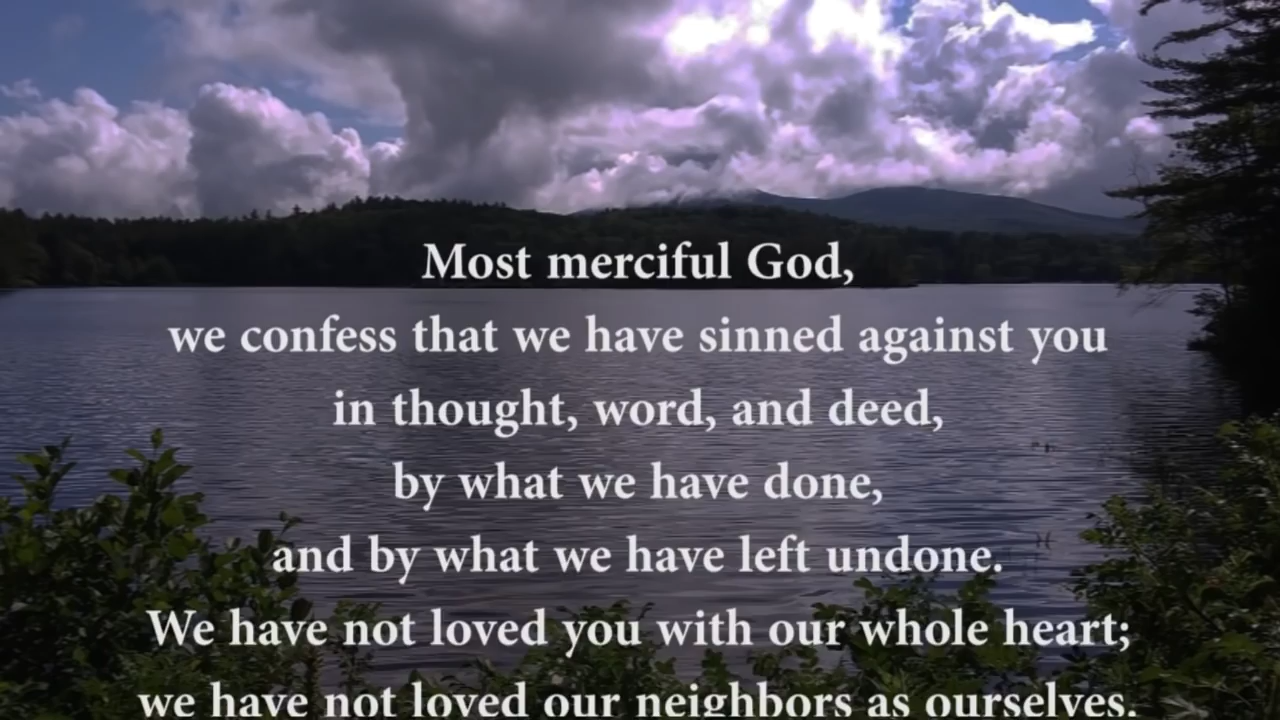 Most merciful God,
we confess that we have sinned against you
in thought, word, and deed,
by what we have done,
and by what we have left undone.
We have not loved you with our whole heart;
we have not loved our neighbors as ourselves.